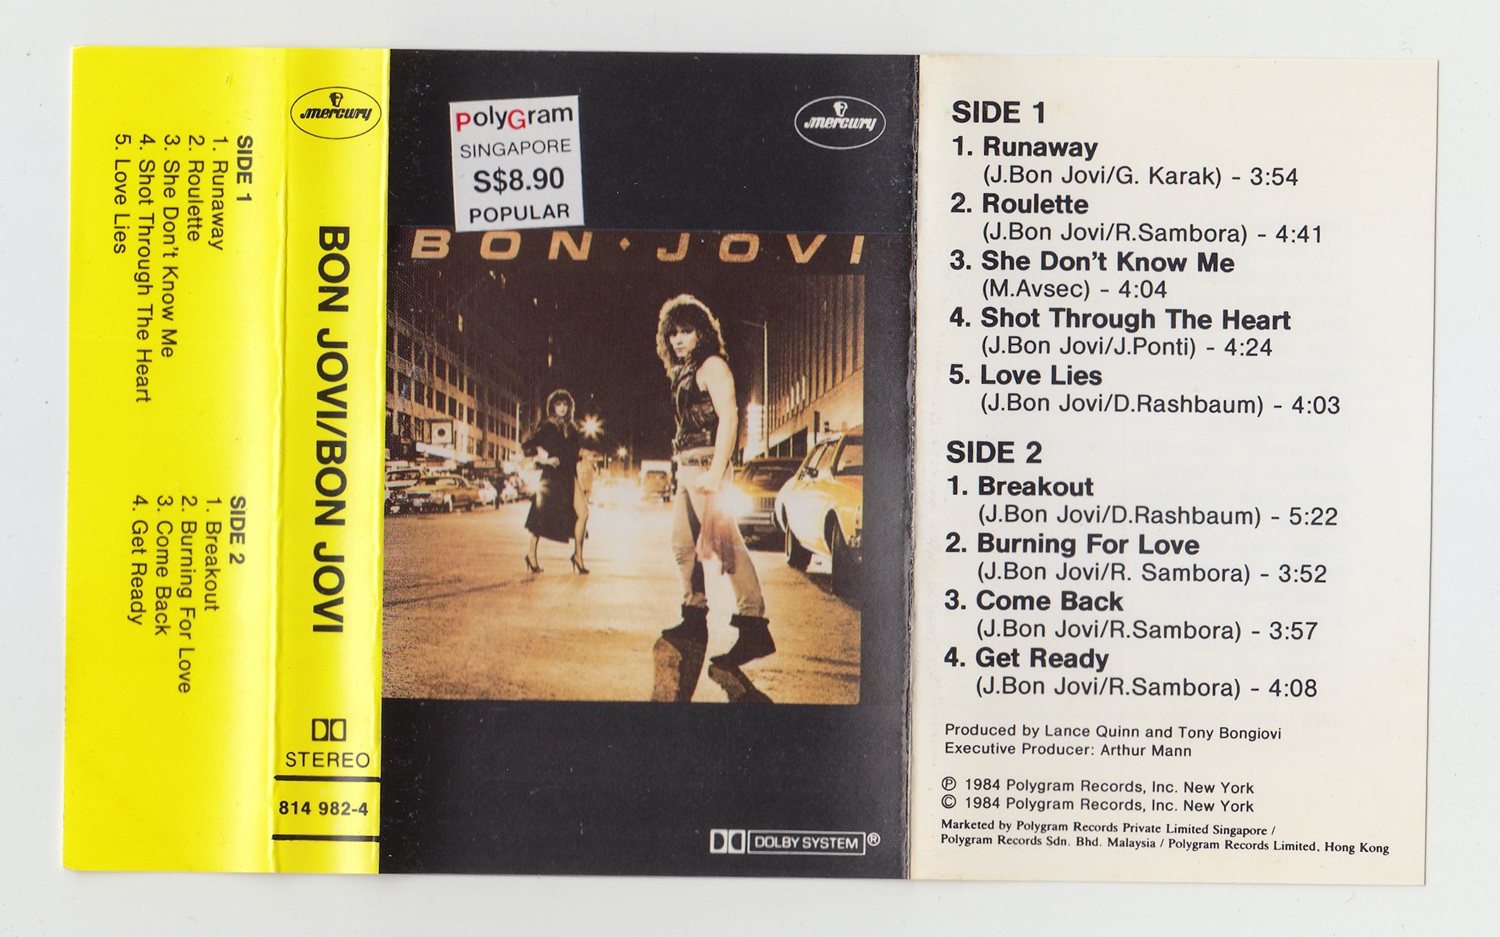 SIDE 1
1. Runaway
2. Roulette
3. She Don't Know Me
4. Shot Through The Heart
5. Love Lies
SIDE 2
1. Breakout
2. Burning For Love
3. Come Back
4. Get Ready
mercury
BON JOVI/BON JOVI
STEREO
814 982-4
PolyGram
SINGAPORE
S$8.90
POPULAR
mercury
BON•JOVI
DOLBY SYSTEM®
SIDE 1
1. Runaway
(J.Bon Jovi/G. Karak) - 3:54
2. Roulette
(J.Bon Jovi/R.Sambora) - 4:41
3. She Don't Know Me
(M.Avsec) - 4:04
4. Shot Through The Heart
(J.Bon Jovi/J.Ponti) - 4:24
5. Love Lies
(J.Bon Jovi/D.Rashbaum) - 4:03
SIDE 2
1. Breakout
(J.Bon Jovi/D.Rashbaum) - 5:22
2. Burning For Love
(J.Bon Jovi/R. Sambora) - 3:52
3. Come Back
(J.Bon Jovi/R.Sambora) - 3:57
4. Get Ready
(J.Bon Jovi/R.Sambora) - 4:08
Produced by Lance Quinn and Tony Bongiovi
Executive Producer: Arthur Mann
℗ 1984 Polygram Records, Inc. New York
© 1984 Polygram Records, Inc. New York
Marketed by Polygram Records Private Limited Singapore /
Polygram Records Sdn. Bhd. Malaysia / Polygram Records Limited, Hong Kong